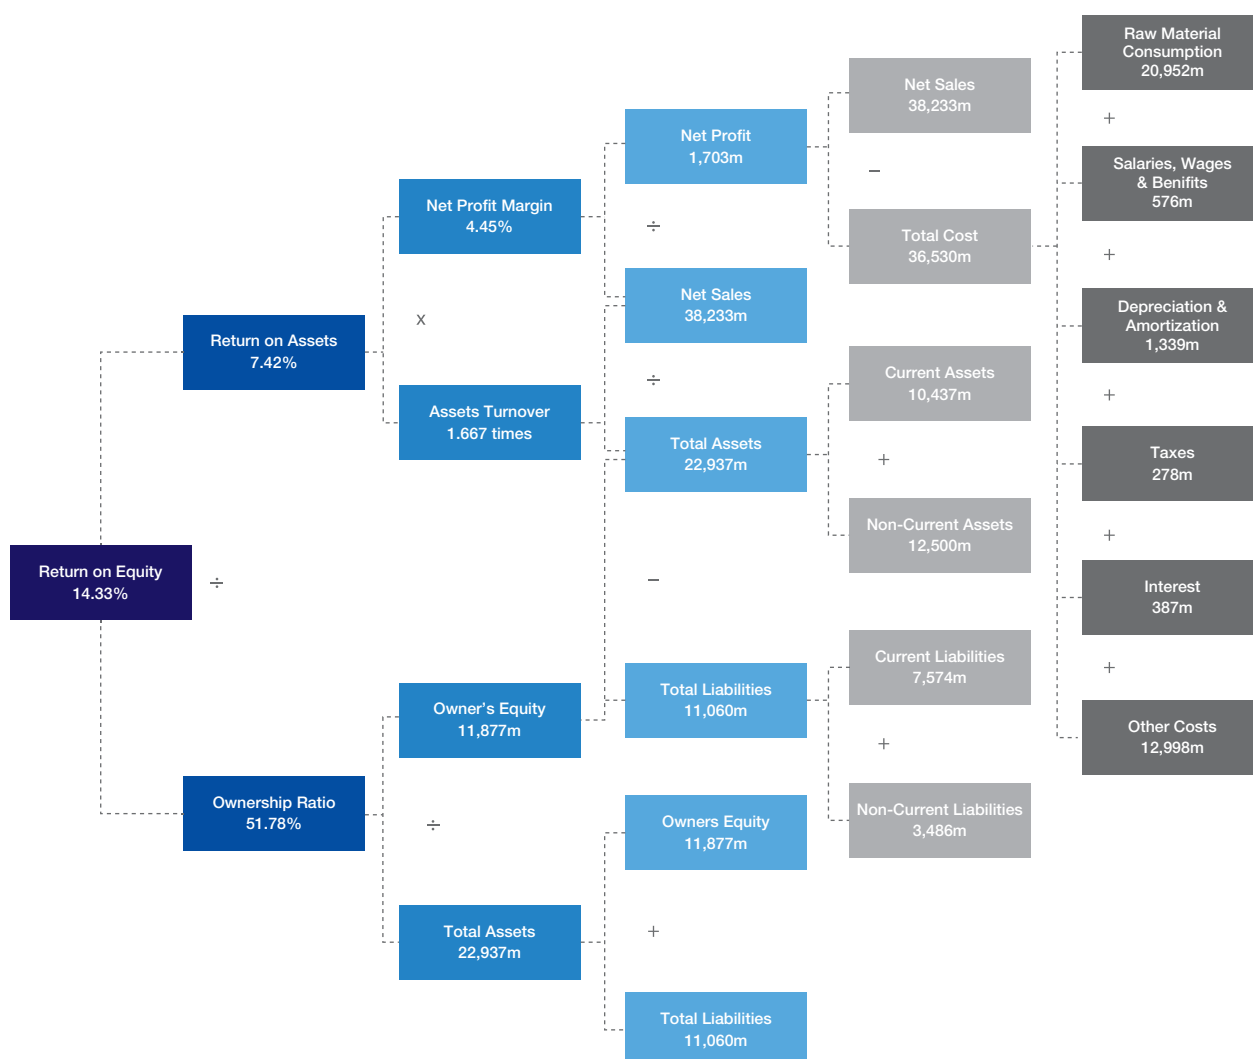 Raw Material
Consumption
20,952m
+
Salaries, Wages
& Benifits
576m
+
Depreciation &
Amortization
1,339m
+
Taxes
278m
+
Interest
387m
+
Other Costs
12,998m
Net Sales
38,233m
−
Total Cost
36,530m
Current Assets
10,437m
+
Non-Current Assets
12,500m
Current Liabilities
7,574m
+
Non-Current Liabilities
3,486m
Net Profit
1,703m
÷
Net Sales
38,233m
÷
Total Assets
22,937m
−
Total Liabilities
11,060m
Owners Equity
11,877m
+
Total Liabilities
11,060m
Net Profit Margin
4.45%
x
Assets Turnover
1.667 times
Owner's Equity
11,877m
÷
Total Assets
22,937m
Return on Assets
7.42%
÷
Ownership Ratio
51.78%
Return on Equity
14.33%